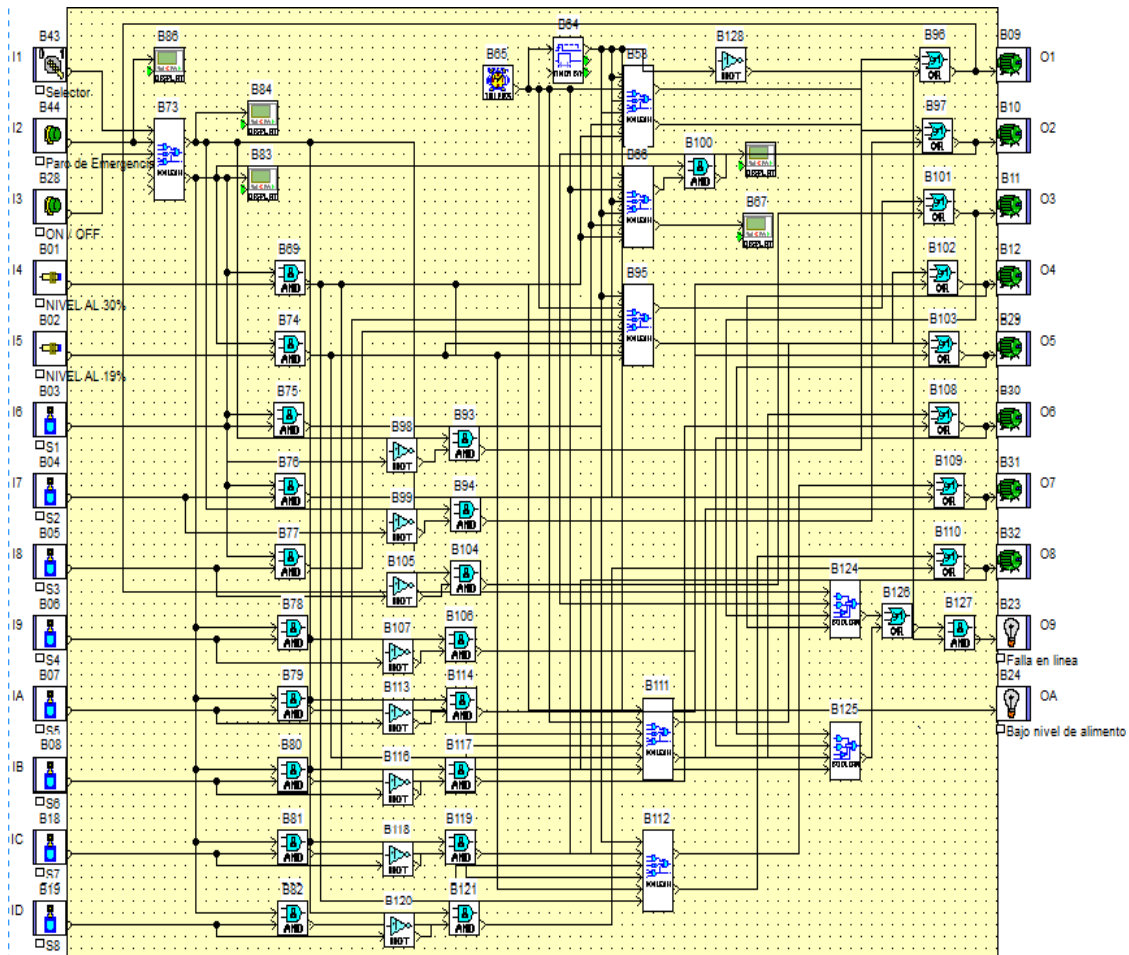 B43 B86 B65 B64 B53 B128 B96 B09
I1 O1
NOT OR
Selector
B44 B73 B84 B97 B10
I2 O2
B100 OR
Paro de Emergencia
B28 B83 B66 B101 B11
I3 AND O3
B67 OR
ON / OFF
B01 B69 B95 B102 B12
I4 O4
AND OR
NIVEL AL 30%
B02 B74 B103 B29
I5 O5
AND OR
NIVEL AL 19%
B03 B75 B98 B93 B108 B30
I6 O6
AND NOT AND OR
S1
B04 B76 B99 B94 B109 B31
I7 O7
AND NOT AND OR
S2
B05 B77 B105 B104 B110 B32
I8 O8
AND NOT AND OR
S3
B06 B78 B107 B106 B124 B126 B127 B23
I9 O9
AND NOT AND OR AND
S4 Falla en linea
B07 B79 B113 B114 B111 B125 B24
IA OA
AND NOT AND
S5 Bajo nivel de alimento
B08 B80 B116 B117
IB
AND NOT AND
S6
B18 B81 B118 B119 B112
IC
AND NOT AND
S7
B19 B82 B120 B121
ID
AND NOT AND
S8